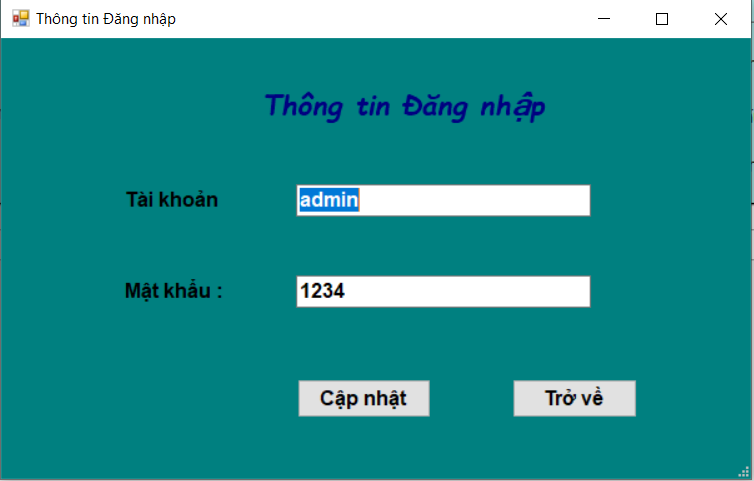 Thông tin Đăng nhập
Thông tin Đăng nhập
Tài khoản
admin
Mật khẩu :
1234
Cập nhật
Trở về